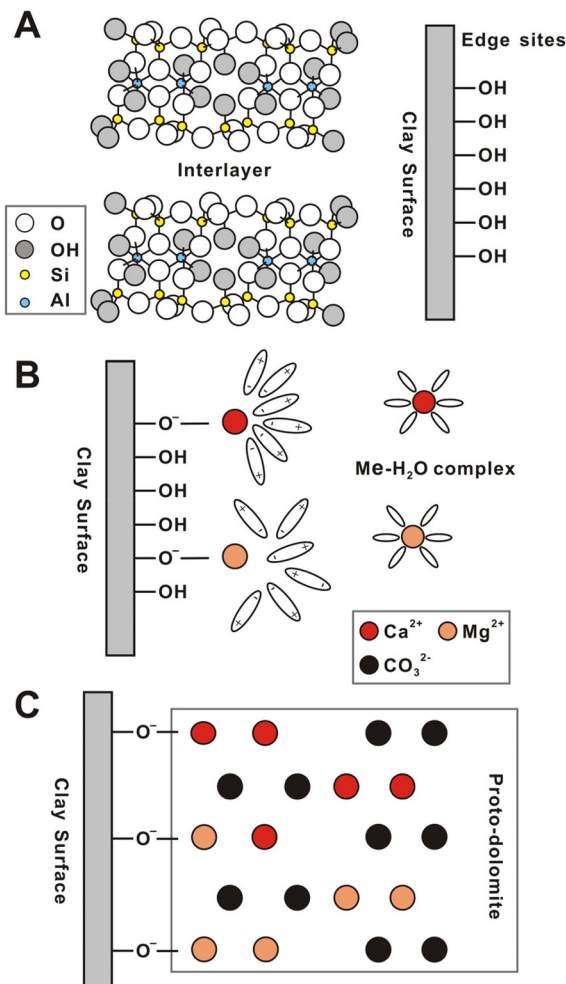 A
Edge sites
Clay Surface
OH
OH
OH
OH
OH
OH
Interlayer
O
OH
Si
Al
B
Clay Surface
O⁻
OH
OH
OH
O⁻
OH
+
-
+
-
+
-
+
-
+
-
+
-
+
-
+
-
+
-
+
-
+
-
+
-
Me-H₂O complex
Ca²⁺ Mg²⁺
CO₃²⁻
C
Clay Surface
O⁻
O⁻
O⁻
Proto-dolomite